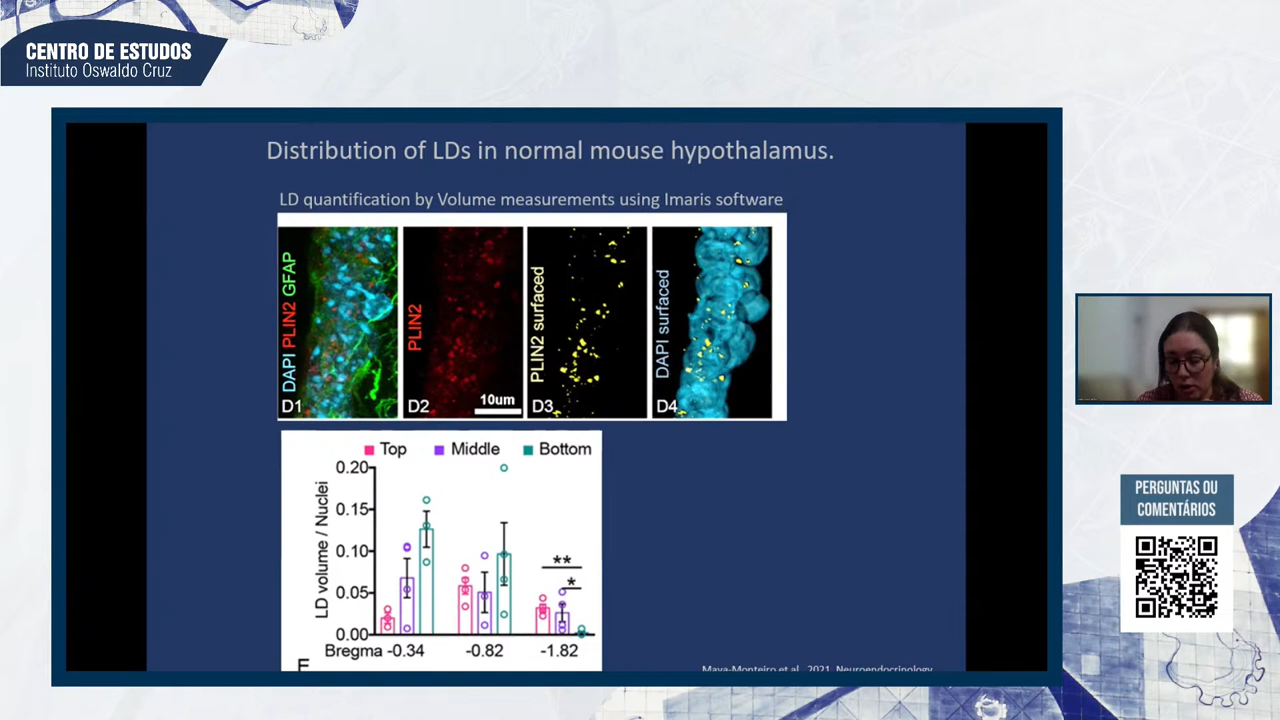 CENTRO DE ESTUDOS
Instituto Oswaldo Cruz
Distribution of LDs in normal mouse hypothalamus.
LD quantification by Volume measurements using Imaris software
DAPI PLIN2 GFAP
D1
PLIN2
D2
10um
PLIN2 surfaced
D3
DAPI surfaced
D4
Top Middle Bottom
LD volume / Nuclei
0.20
0.15
0.10
0.05
0.00
**
*
Bregma -0.34 -0.82 -1.82
Maya-Monteiro et al., 2021, Neuroendocrinology
PERGUNTAS OU
COMENTÁRIOS